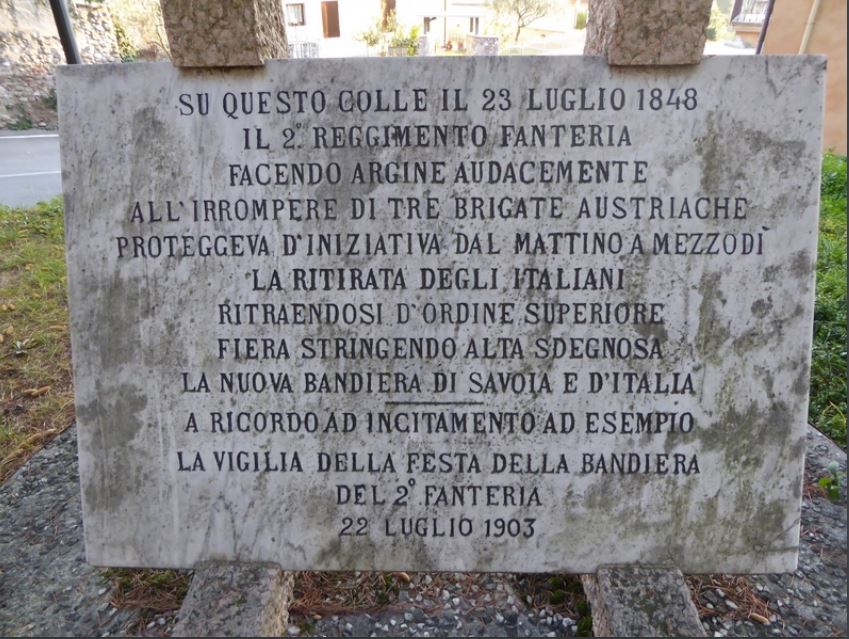 SU QUESTO COLLE IL 23 LUGLIO 1848
IL 2° REGGIMENTO FANTERIA
FACENDO ARGINE AUDACEMENTE
ALL'IRROMPERE DI TRE BRIGATE AUSTRIACHE
PROTEGGEVA D'INIZIATIVA DAL MATTINO A MEZZODÌ
LA RITIRATA DEGLI ITALIANI
RITRAENDOSI D'ORDINE SUPERIORE
FIERA STRINGENDO ALTA SDEGNOSA
LA NUOVA BANDIERA DI SAVOIA E D'ITALIA
A RICORDO AD INCITAMENTO AD ESEMPIO
LA VIGILIA DELLA FESTA DELLA BANDIERA
DEL 2° FANTERIA
22 LUGLIO 1903